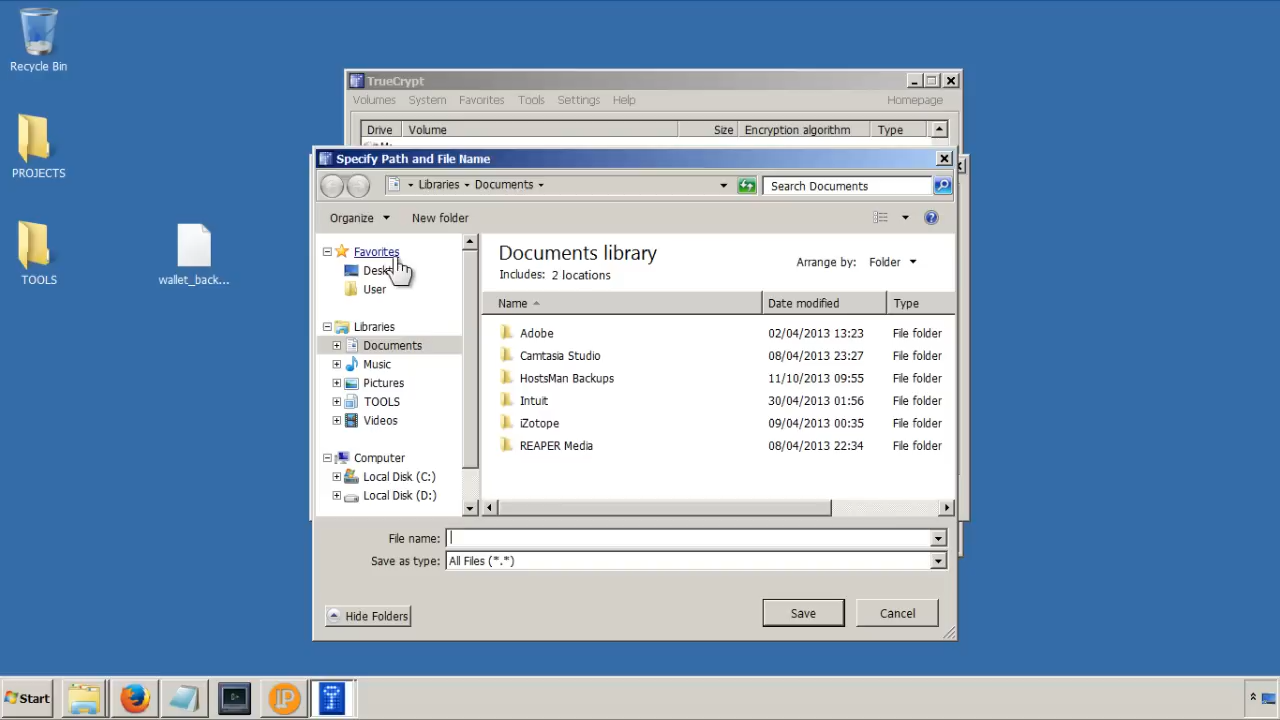 Recycle Bin
PROJECTS
TOOLS
wallet_back...
TrueCrypt
Volumes System Favorites Tools Settings Help Homepage
Drive Volume Size Encryption algorithm Type
Specify Path and File Name
Libraries Documents Search Documents
Organize New folder
Favorites
User
Libraries
Documents
Music
Pictures
TOOLS
Videos
Computer
Local Disk (C:)
Local Disk (D:)
Documents library
Includes: 2 locations
Arrange by: Folder
Name Date modified Type
Adobe 02/04/2013 13:23 File folder
Camtasia Studio 08/04/2013 23:27 File folder
HostsMan Backups 11/10/2013 09:55 File folder
Intuit 30/04/2013 01:56 File folder
iZotope 09/04/2013 00:35 File folder
REAPER Media 08/04/2013 22:34 File folder
File name:
Save as type: All Files (*.*)
Hide Folders Save Cancel
Start